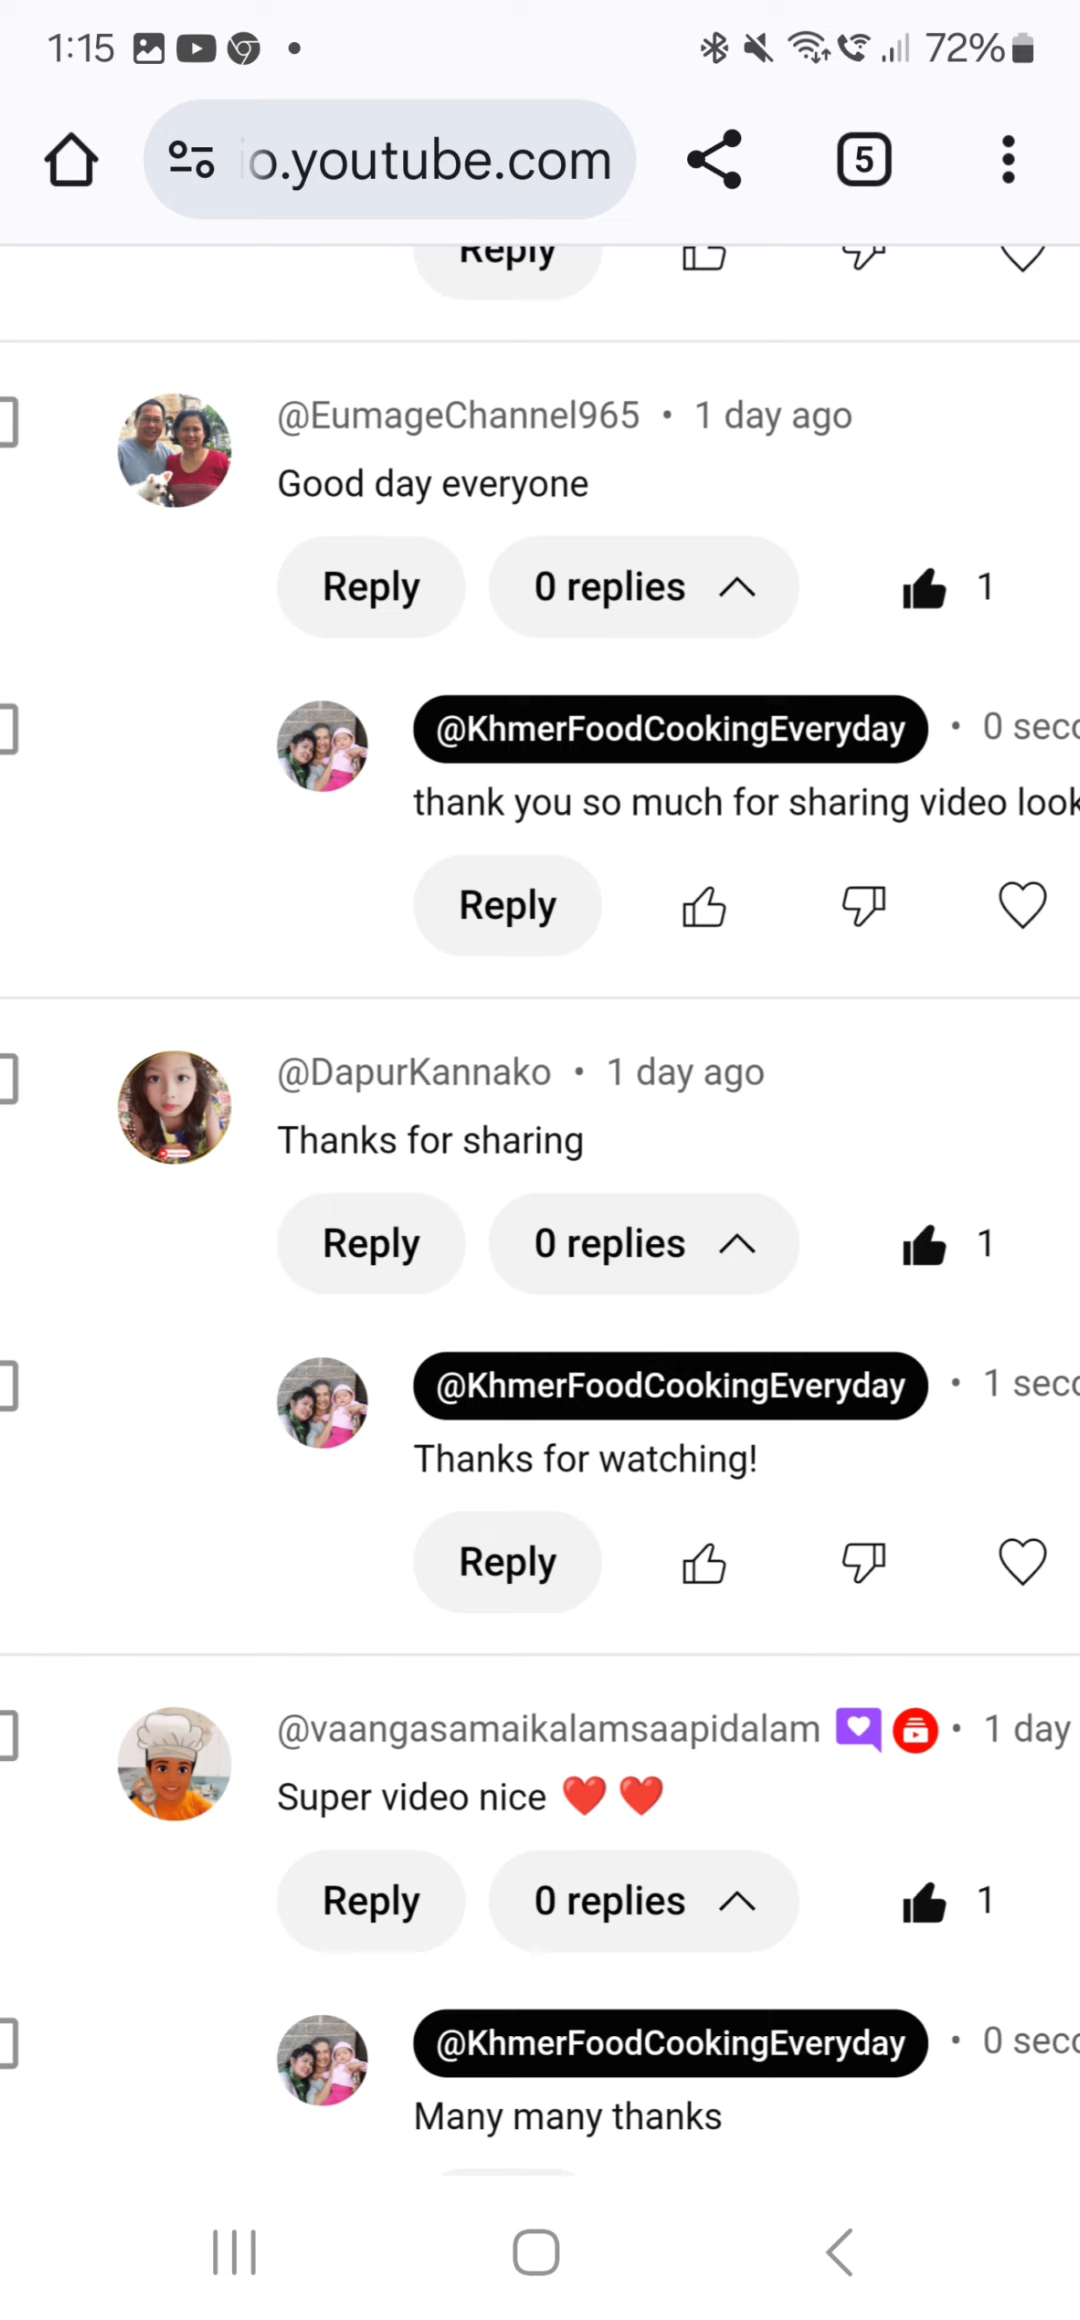 1:15
72%
o.youtube.com
5
Reply
@EumageChannel965 • 1 day ago
Good day everyone
Reply
0 replies
1
@KhmerFoodCookingEveryday • 0 seco
thank you so much for sharing video look
Reply
@DapurKannako • 1 day ago
Thanks for sharing
Reply
0 replies
1
@KhmerFoodCookingEveryday • 1 seco
Thanks for watching!
Reply
@vaangasamaikalamsaapidalam • 1 day
Super video nice ❤️ ❤️
Reply
0 replies
1
@KhmerFoodCookingEveryday • 0 seco
Many many thanks